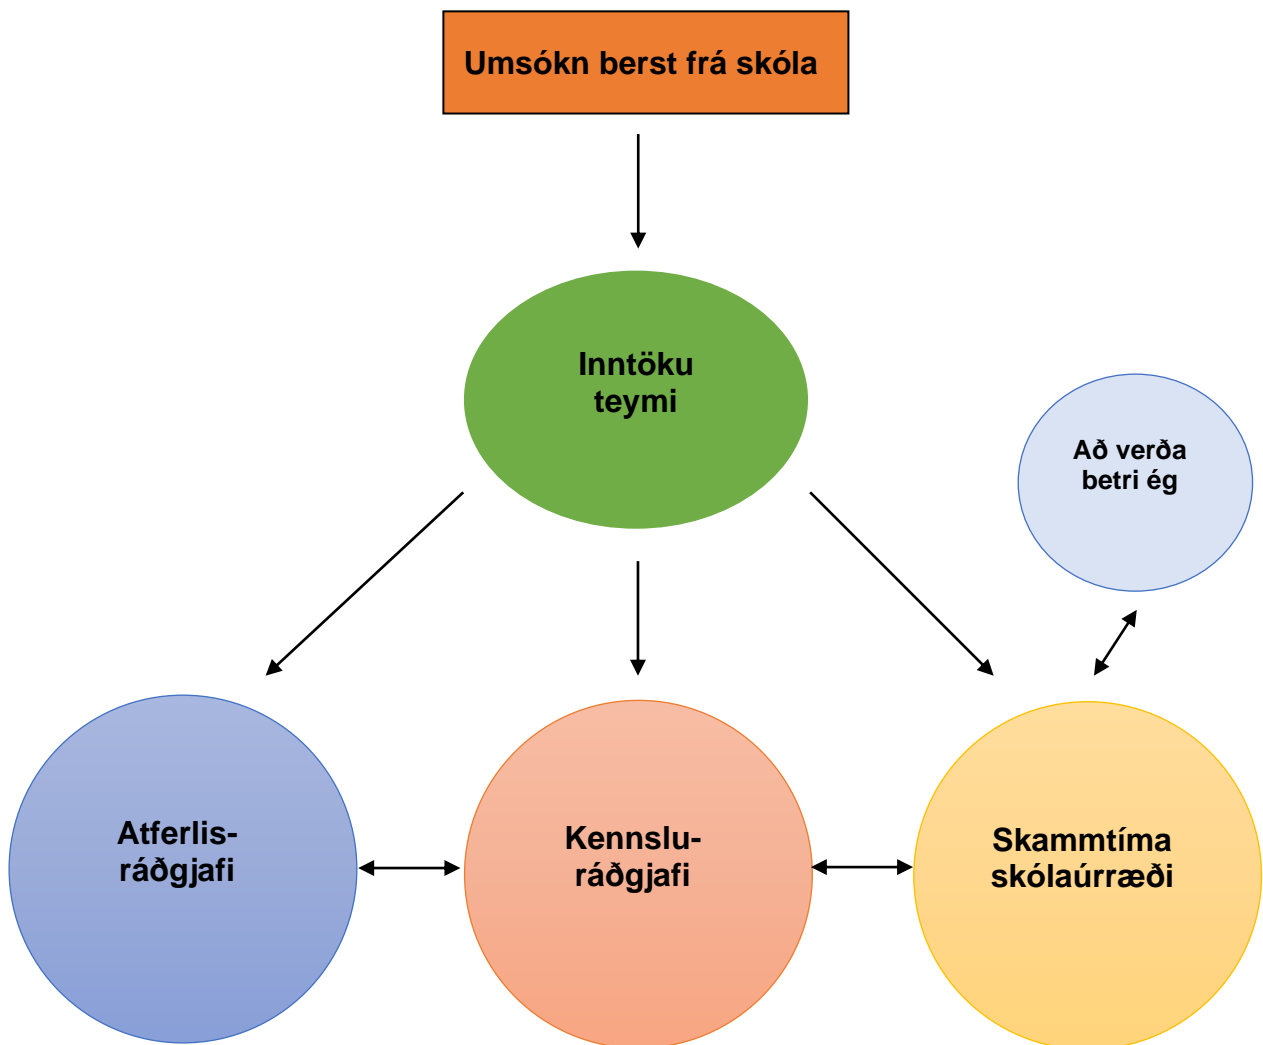 Umsókn berst frá skóla
Inntöku
teymi
Að verða
betri ég
Atferlis-
ráðgjafi
Kennslu-
ráðgjafi
Skammtíma
skólaúrræði